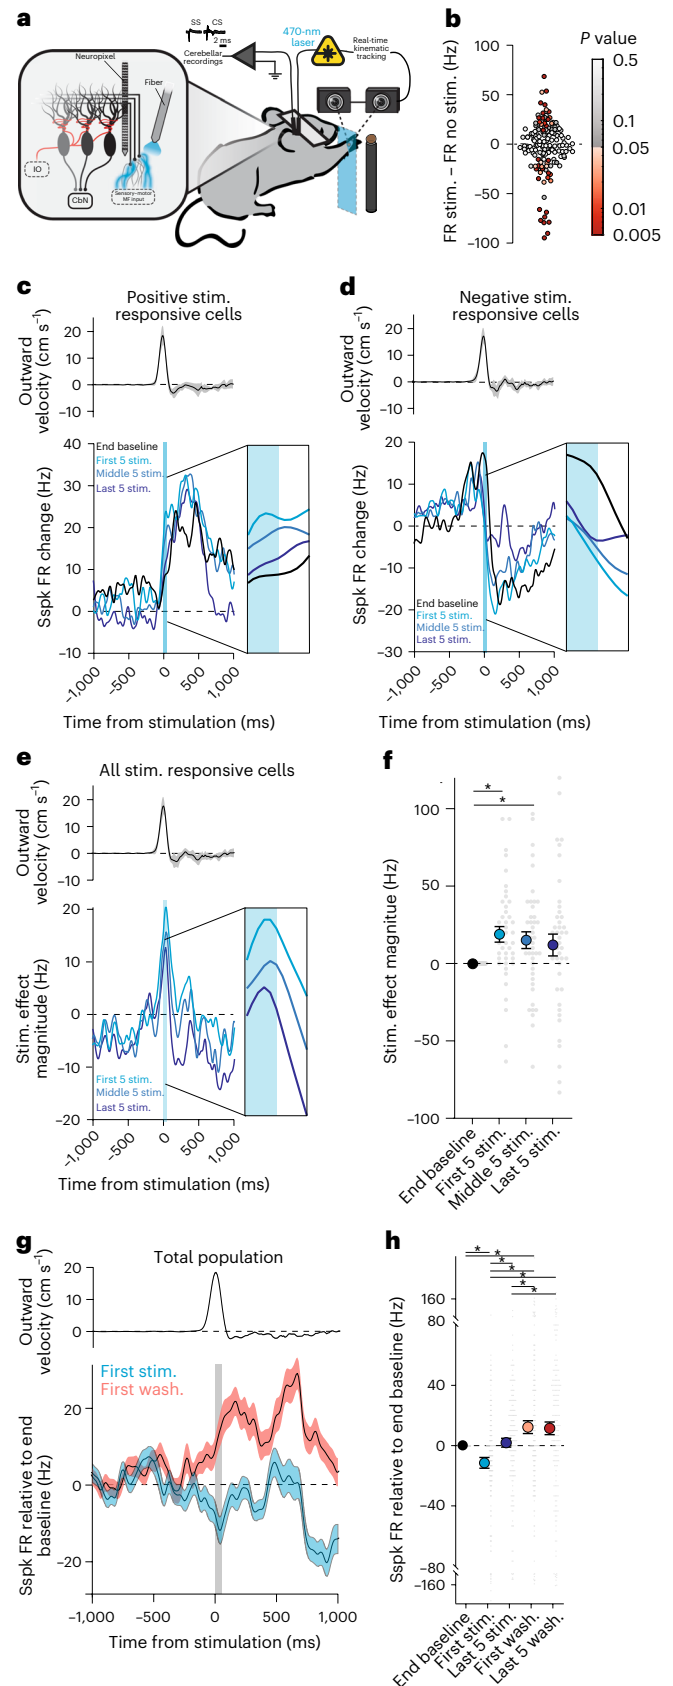 a
SS
CS
2 ms
Cerebellar
recordings
470-nm
laser
Real-time
kinematic
tracking
Neuropixel
Fiber
IO
CbN
Sensory–motor
MF input
b
FR stim. – FR no stim. (Hz)
100
50
0
−50
−100
P value
0.5
0.1
0.05
0.01
0.005
c
Positive stim.
responsive cells
Outward
velocity (cm s−1)
20
10
0
−10
Sspk FR change (Hz)
40
30
20
10
0
−10
End baseline
First 5 stim.
Middle 5 stim.
Last 5 stim.
−1,000
−500
0
500
1,000
Time from stimulation (ms)
d
Negative stim.
responsive cells
Outward
velocity (cm s−1)
20
10
0
−10
Sspk FR change (Hz)
20
10
0
−10
−20
−30
End baseline
First 5 stim.
Middle 5 stim.
Last 5 stim.
−1,000
−500
0
500
1,000
Time from stimulation (ms)
e
All stim. responsive cells
Outward
velocity (cm s−1)
20
10
0
−10
Stim. effect
magnitude (Hz)
20
10
0
−10
−20
First 5 stim.
Middle 5 stim.
Last 5 stim.
−1,000
−500
0
500
1,000
Time from stimulation (ms)
f
Stim. effect magnitue (Hz)
100
50
0
−50
−100
*
*
End baseline
First 5 stim.
Middle 5 stim.
Last 5 stim.
g
Total population
Outward
velocity (cm s−1)
20
10
0
First stim.
First wash.
Sspk FR relative to end
baseline (Hz)
20
0
−20
−1,000
−500
0
500
1,000
Time from stimulation (ms)
h
Sspk FR relative to end baseline (Hz)
160
80
40
0
−40
−80
−160
*
*
*
*
*
*
*
End baseline
First stim.
Last 5 stim.
First wash.
Last 5 wash.